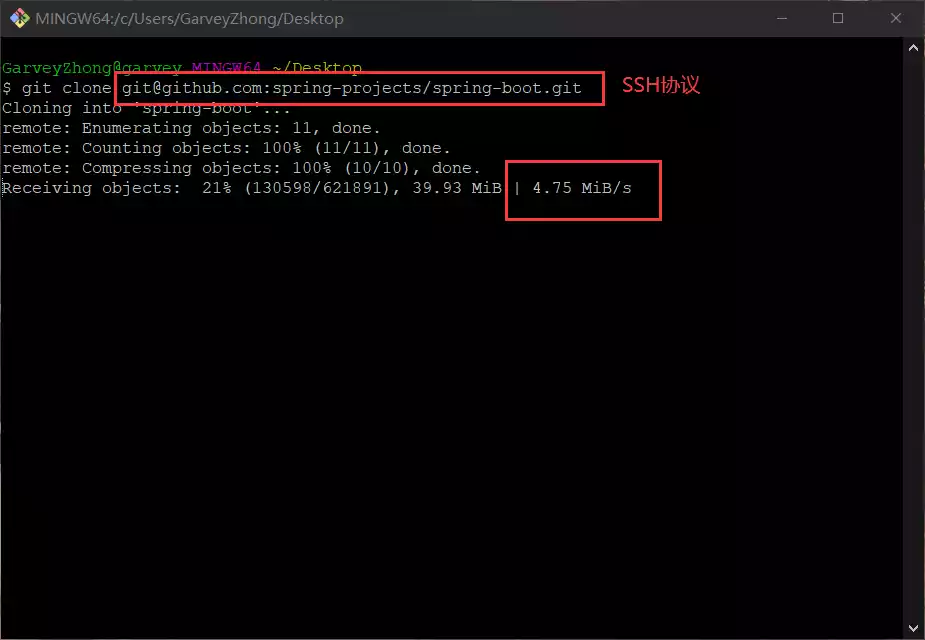 MINGW64:/c/Users/GarveyZhong/Desktop
GarveyZhong@garvey MINGW64 ~/Desktop
$ git clone git@github.com:spring-projects/spring-boot.git
SSH协议
Cloning into 'spring-boot'...
remote: Enumerating objects: 11, done.
remote: Counting objects: 100% (11/11), done.
remote: Compressing objects: 100% (10/10), done.
Receiving objects:  21% (130598/621891), 39.93 MiB | 4.75 MiB/s